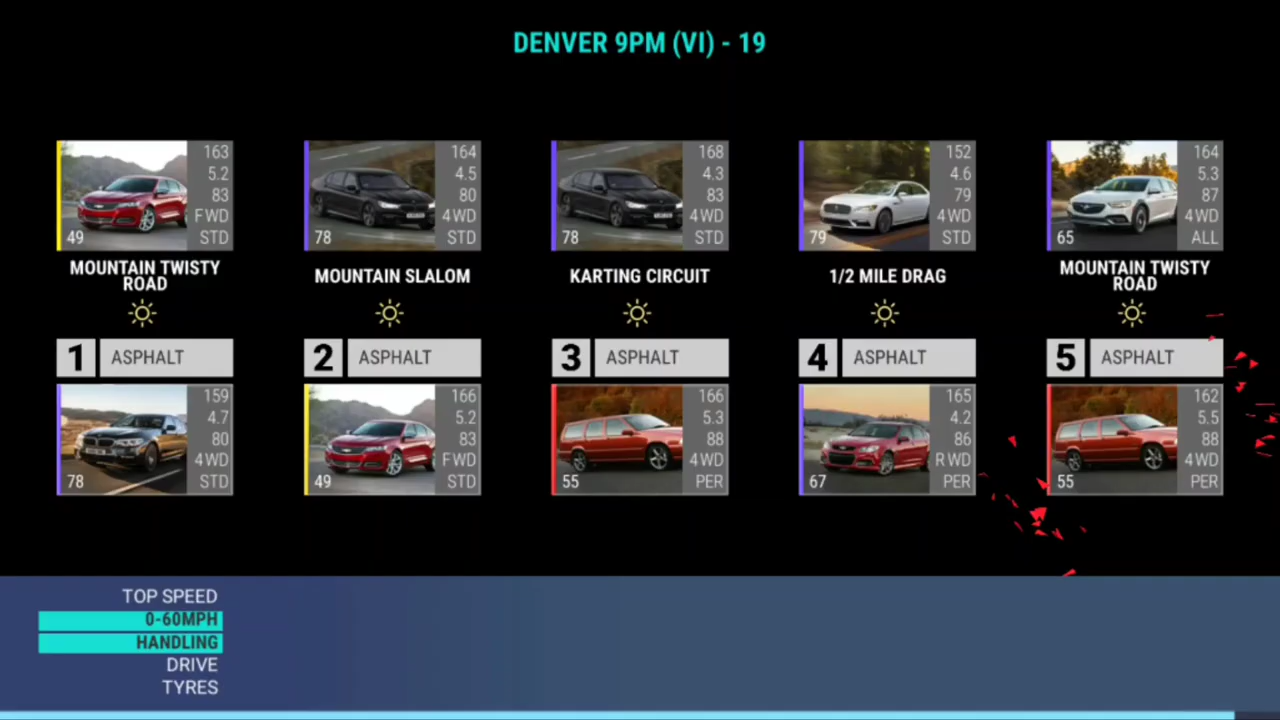 DENVER 9PM (VI) - 19
163
5.2
83
FWD
49 STD
164
4.5
80
4WD
78 STD
168
4.3
83
4WD
78 STD
152
4.6
79
4WD
79 STD
164
5.3
87
4WD
65 ALL
MOUNTAIN TWISTY
ROAD
MOUNTAIN SLALOM
KARTING CIRCUIT
1/2 MILE DRAG
MOUNTAIN TWISTY
ROAD
1 ASPHALT
2 ASPHALT
3 ASPHALT
4 ASPHALT
5 ASPHALT
159
4.7
80
4WD
78 STD
166
5.2
83
FWD
49 STD
166
5.3
88
4WD
55 PER
165
4.2
86
RWD
67 PER
162
5.5
88
4WD
55 PER
TOP SPEED
0-60MPH
HANDLING
DRIVE
TYRES